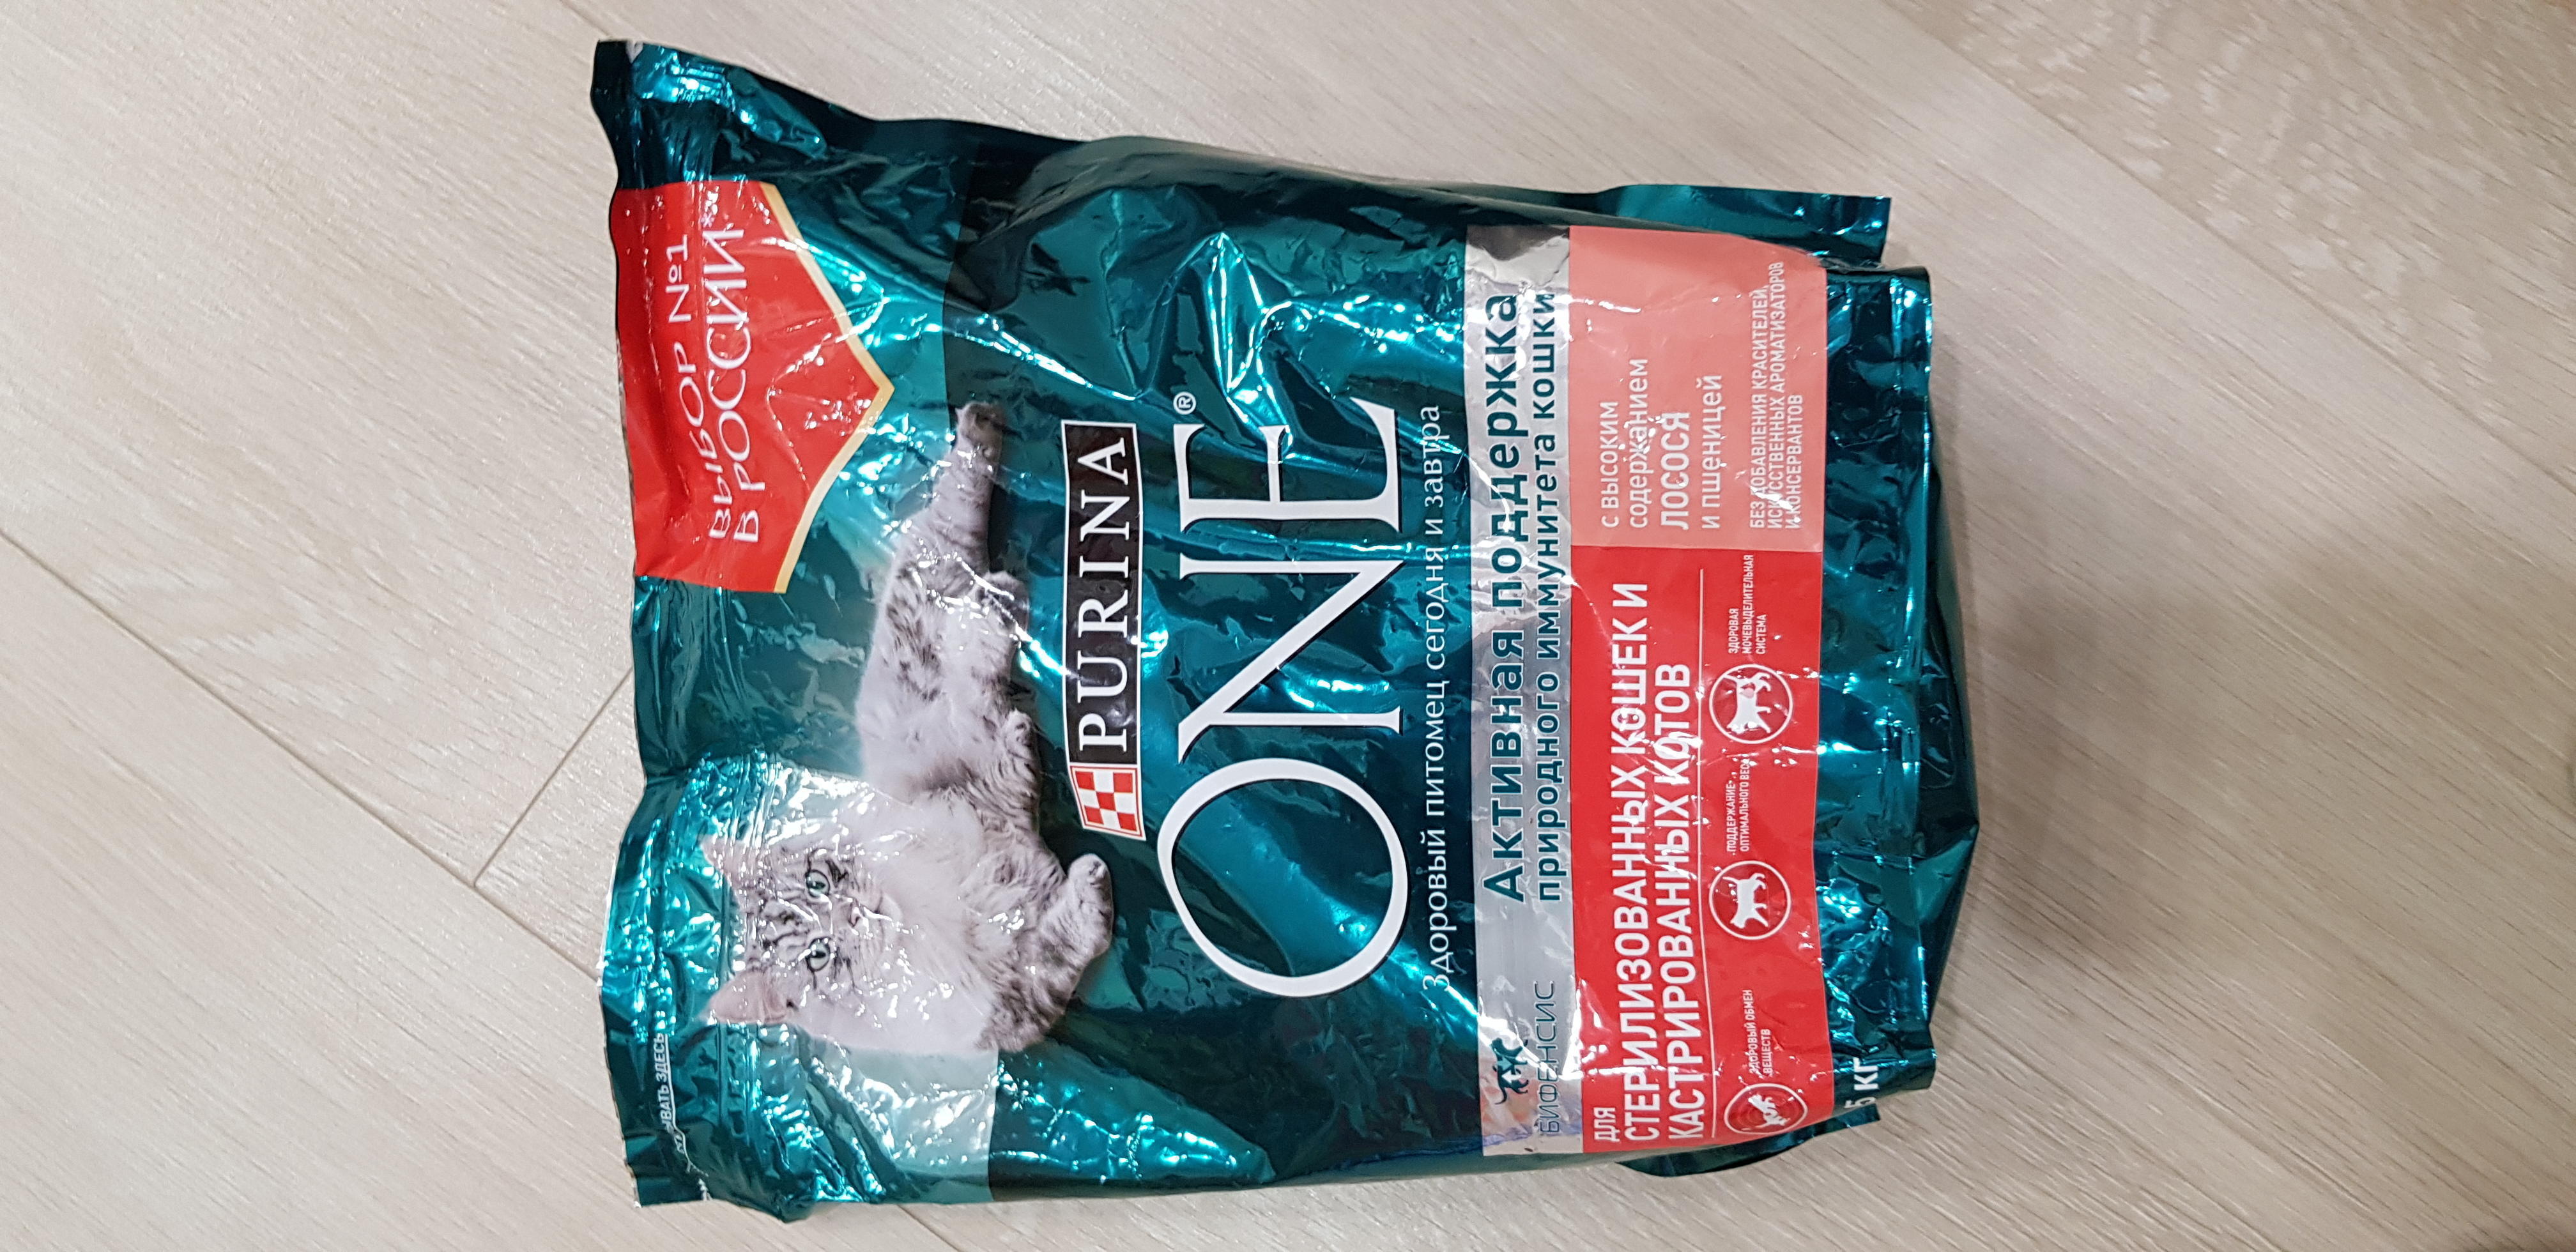 ВЫБОР №1
В РОССИИ*
PURINA
ONE®
Здоровый питомец сегодня и завтра
Активная поддержка
природного иммунитета кошки
БИФЕНСИС
ДЛЯ
СТЕРИЛИЗОВАННЫХ КОШЕК И
КАСТРИРОВАННЫХ КОТОВ
ЗДОРОВЫЙ ОБМЕН
ВЕЩЕСТВ
ПОДДЕРЖАНИЕ
ОПТИМАЛЬНОГО ВЕСА
ЗДОРОВАЯ
МОЧЕВЫДЕЛИТЕЛЬНАЯ
СИСТЕМА
С ВЫСОКИМ
содержанием
ЛОСОСЯ
И пшеницей
БЕЗ ДОБАВЛЕНИЯ КРАСИТЕЛЕЙ,
ИСКУССТВЕННЫХ АРОМАТИЗАТОРОВ
И КОНСЕРВАНТОВ
КГ